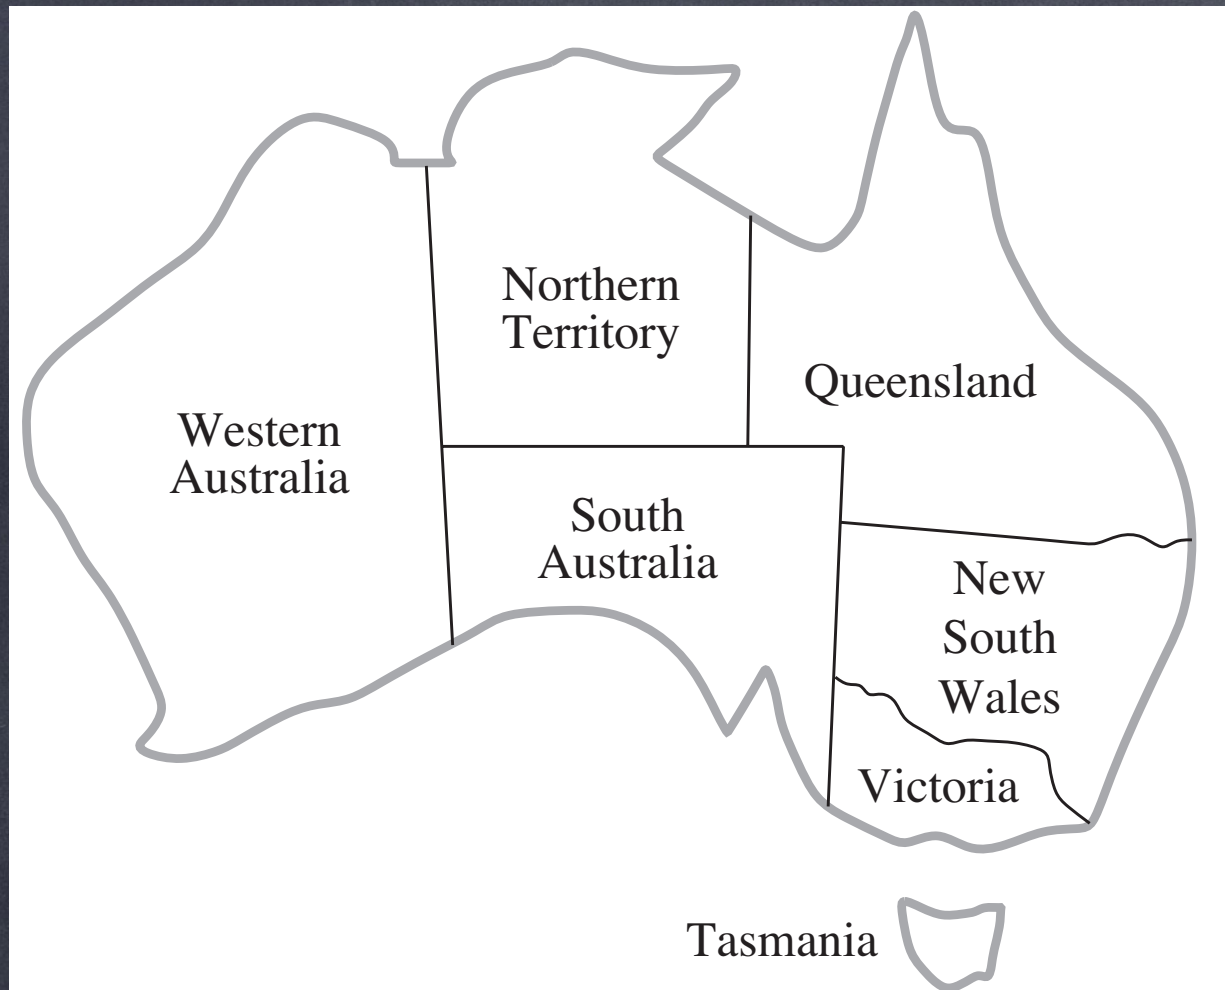 Northern
Territory
Queensland
Western
Australia
South
Australia
New
South
Wales
Victoria
Tasmania